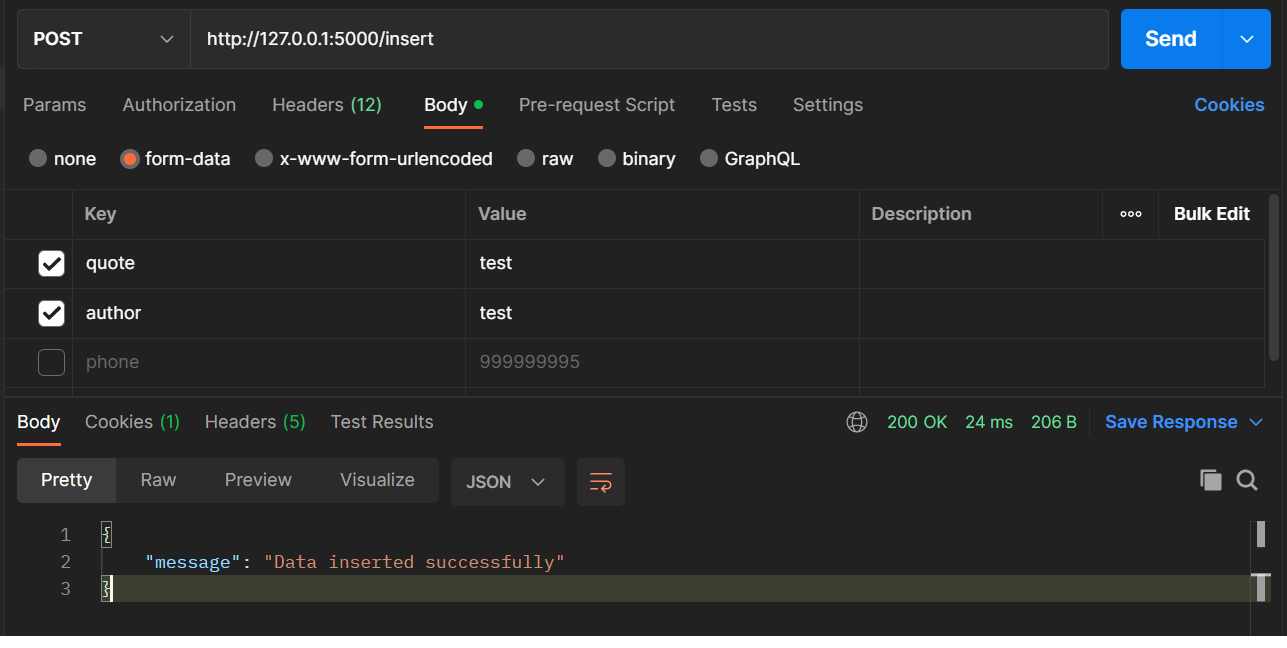 POST http://127.0.0.1:5000/insert Send
Params Authorization Headers (12) Body Pre-request Script Tests Settings Cookies
none form-data x-www-form-urlencoded raw binary GraphQL
Key Value Description Bulk Edit
quote test
author test
phone 999999995
Body Cookies (1) Headers (5) Test Results 200 OK 24 ms 206 B Save Response
Pretty Raw Preview Visualize JSON
1 {
2 "message": "Data inserted successfully"
3 }